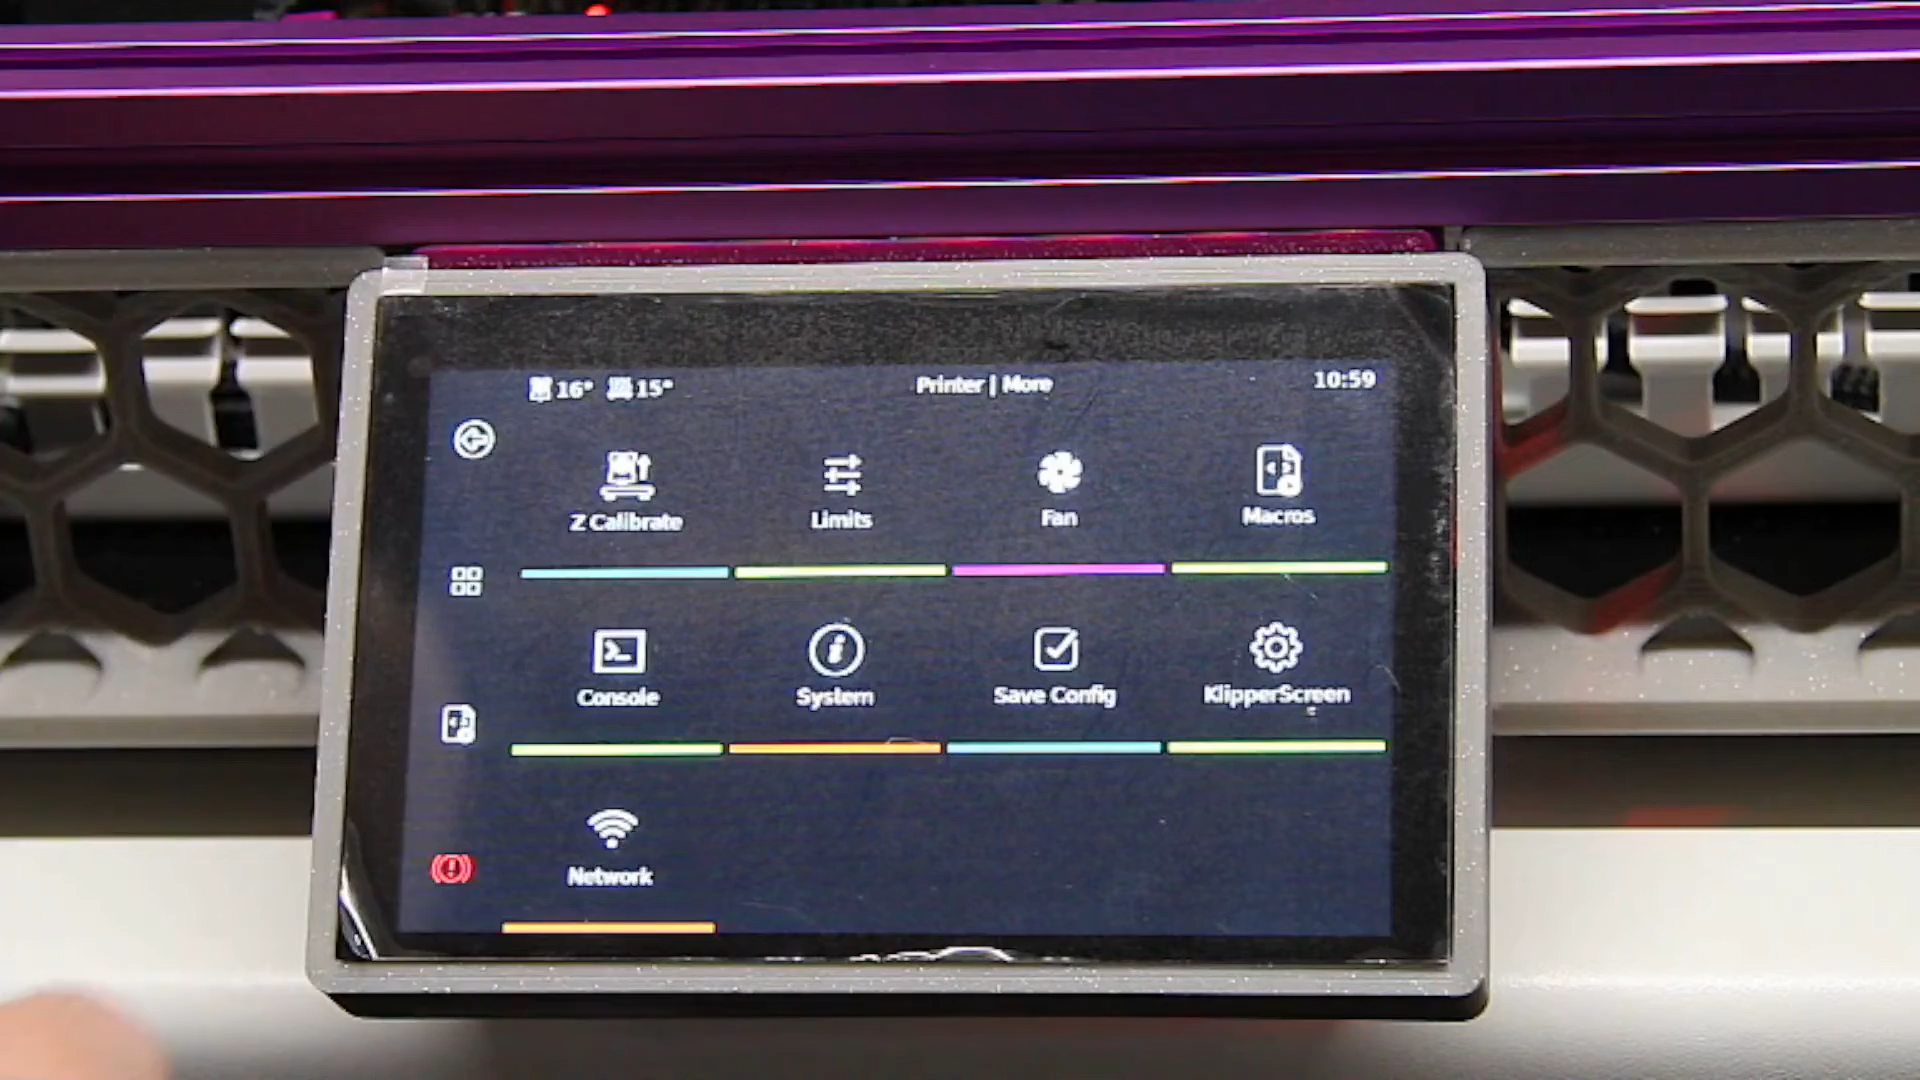 16° 15° Printer | More 10:59
Z Calibrate Limits Fan Macros
Console System Save Config KlipperScreen
Network